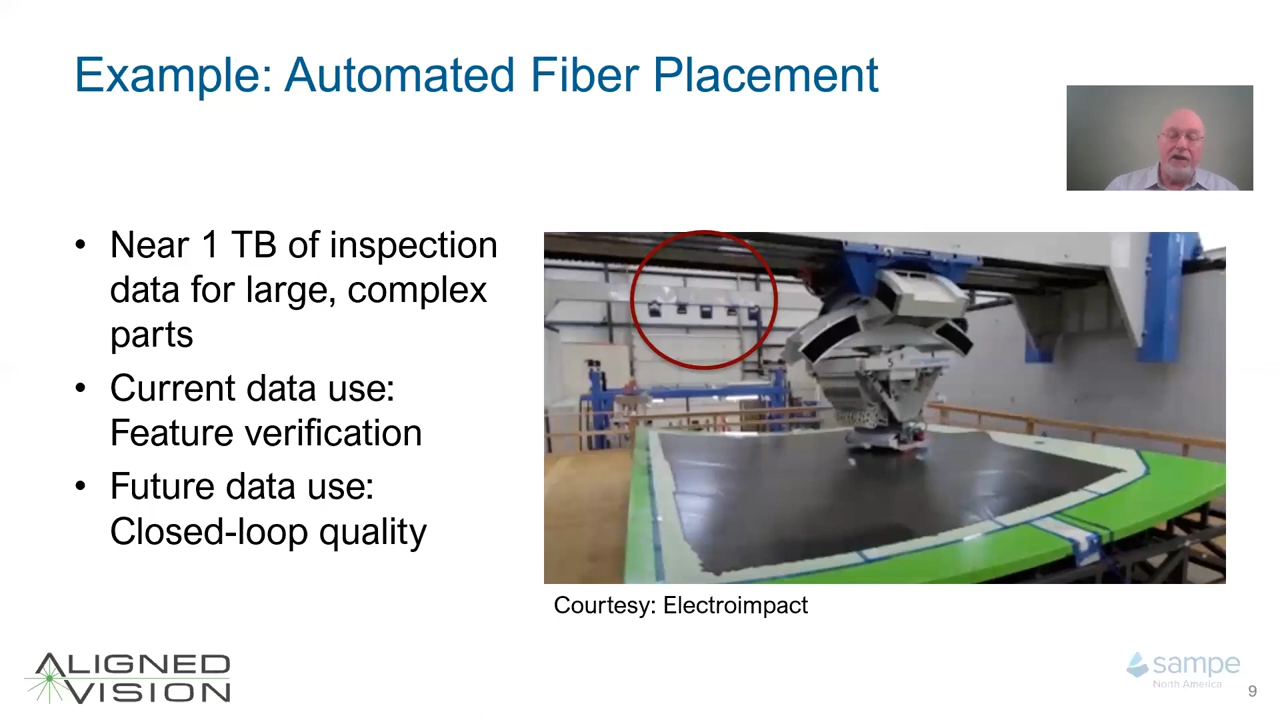 Example: Automated Fiber Placement
• Near 1 TB of inspection
data for large, complex
parts
• Current data use:
Feature verification
• Future data use:
Closed-loop quality
5
Courtesy: Electroimpact
ALIGNED
VISION
sampe
North America
9